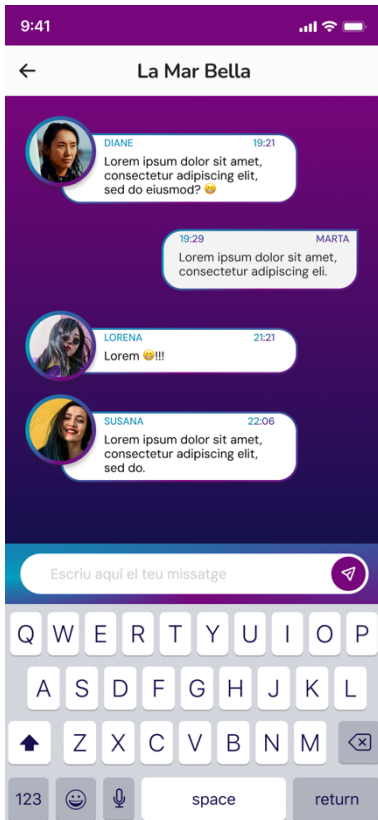 9:41
La Mar Bella
DIANE 19:21
Lorem ipsum dolor sit amet,
consectetur adipiscing elit,
sed do eiusmod? 😁
19:29 MARTA
Lorem ipsum dolor sit amet,
consectetur adipiscing eli.
LORENA 21:21
Lorem 😁!!!
SUSANA 22:06
Lorem ipsum dolor sit amet,
consectetur adipiscing elit,
sed do.
Escriu aquí el teu missatge
Q W E R T Y U I O P
A S D F G H J K L
Z X C V B N M
123 space return